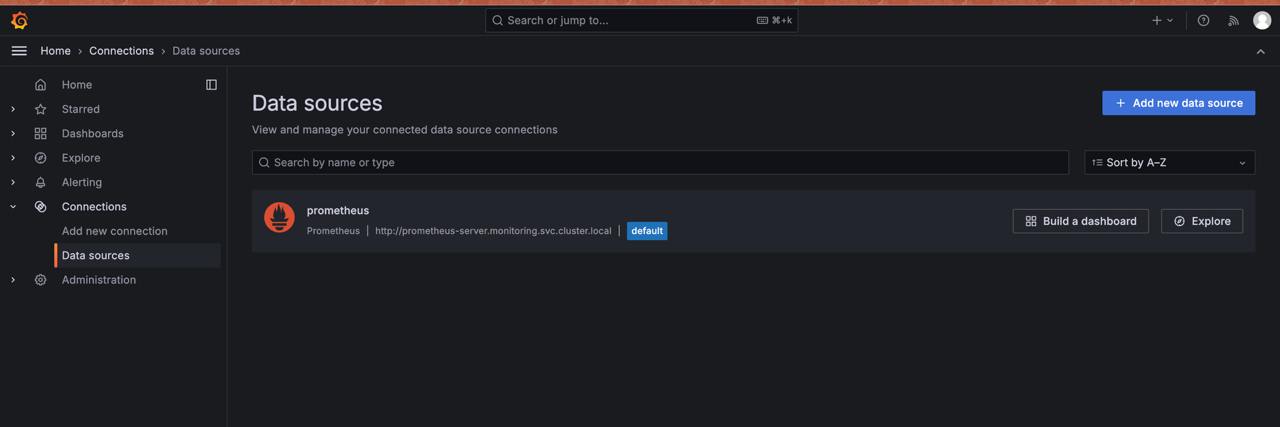 Search or jump to...
⌘+k
Home › Connections › Data sources
Home
Starred
Dashboards
Explore
Alerting
Connections
Add new connection
Data sources
Administration
Data sources
Add new data source
View and manage your connected data source connections
Search by name or type
Sort by A–Z
prometheus
Prometheus | http://prometheus-server.monitoring.svc.cluster.local | default
Build a dashboard
Explore